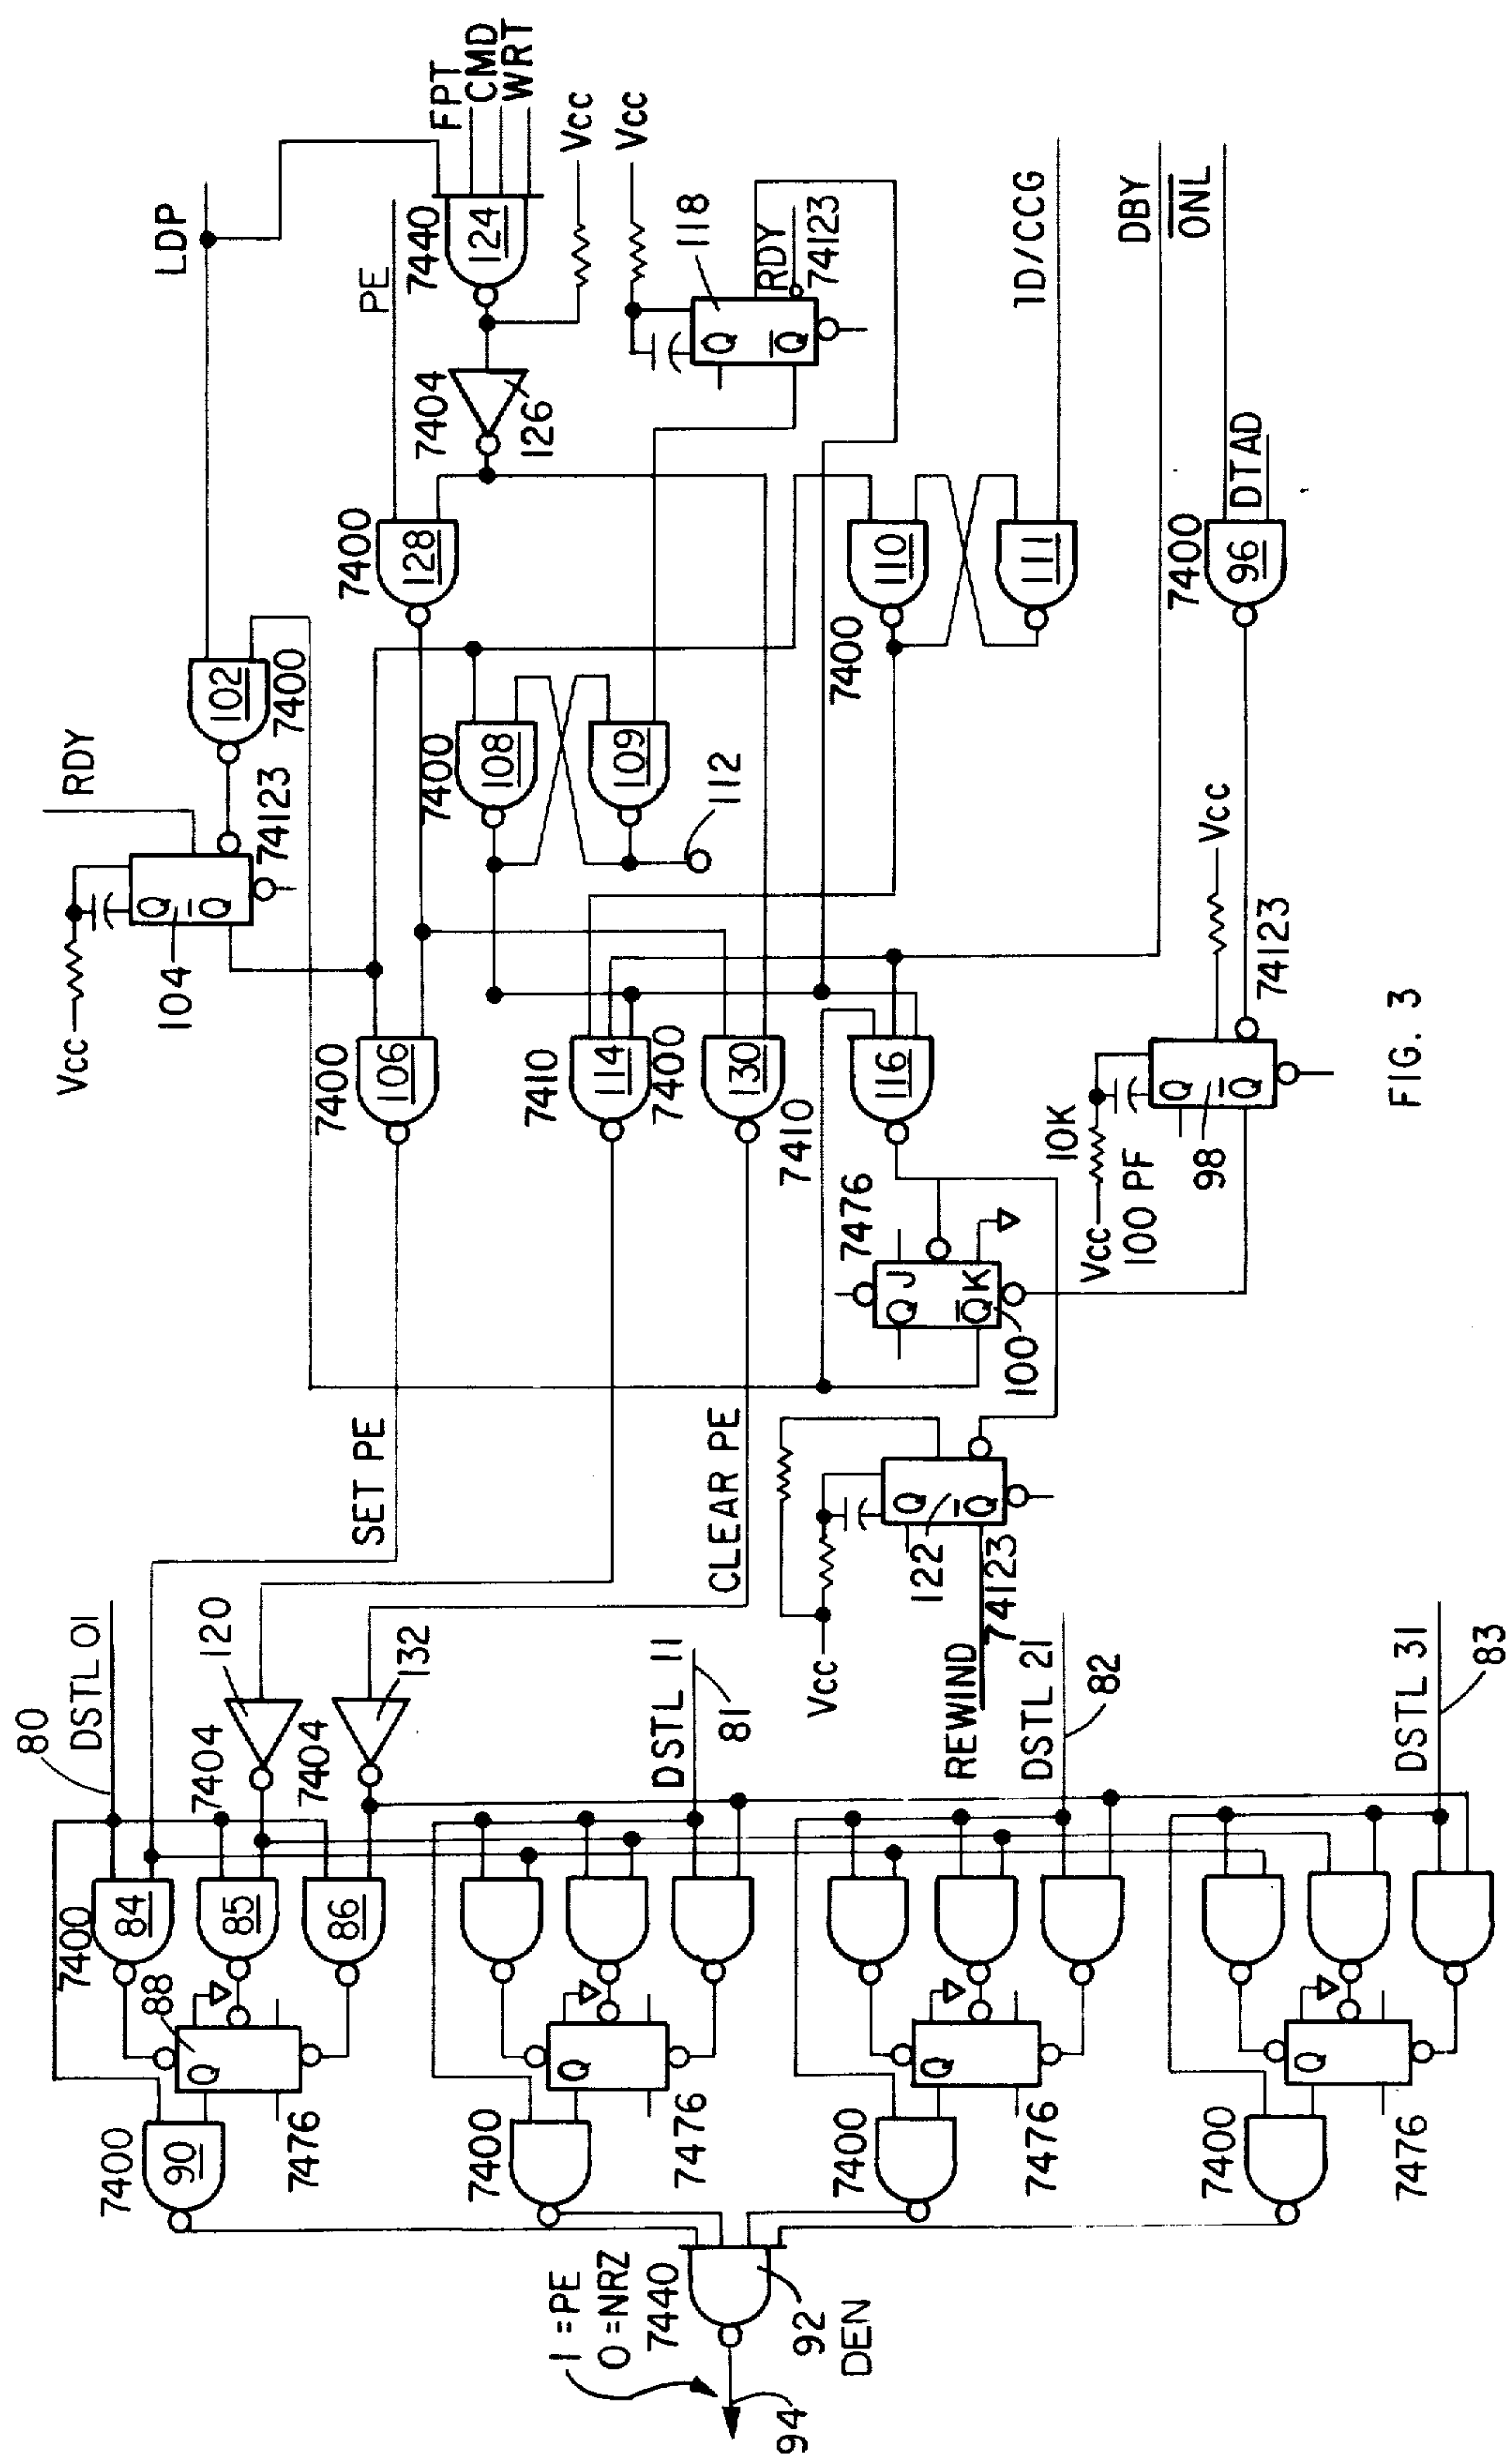 FIG. 3
80
DSTL 01
7400
84
85
86
7404
120
7404
132
88
Q
7476
7400
90
DSTL 11
81
Q
7476
7400
DSTL 21
82
Q
7476
7400
DSTL 31
83
Q
7476
7400
1 = PE
0 = NRZ
7440
92
DEN
94
SET PE
CLEAR PE
Vcc
Q
Q̅
122
74123
REWIND
7476
J
Q
K
Q̅
100
Vcc
10K
100 PF
98
Q
Q̅
74123
Vcc
7400
96
DTAD
O̅N̅L̅
DBY
1D/CCG
7400
106
7410
114
7400
130
7410
116
Vcc
104
Q
Q̅
74123
RDY
102
7400
LDP
7400
108
109
112
7400
110
111
7400
128
PE
7404
126
7440
124
FPT
CMD
WRT
Vcc
Vcc
118
Q
Q̅
RDY
74123